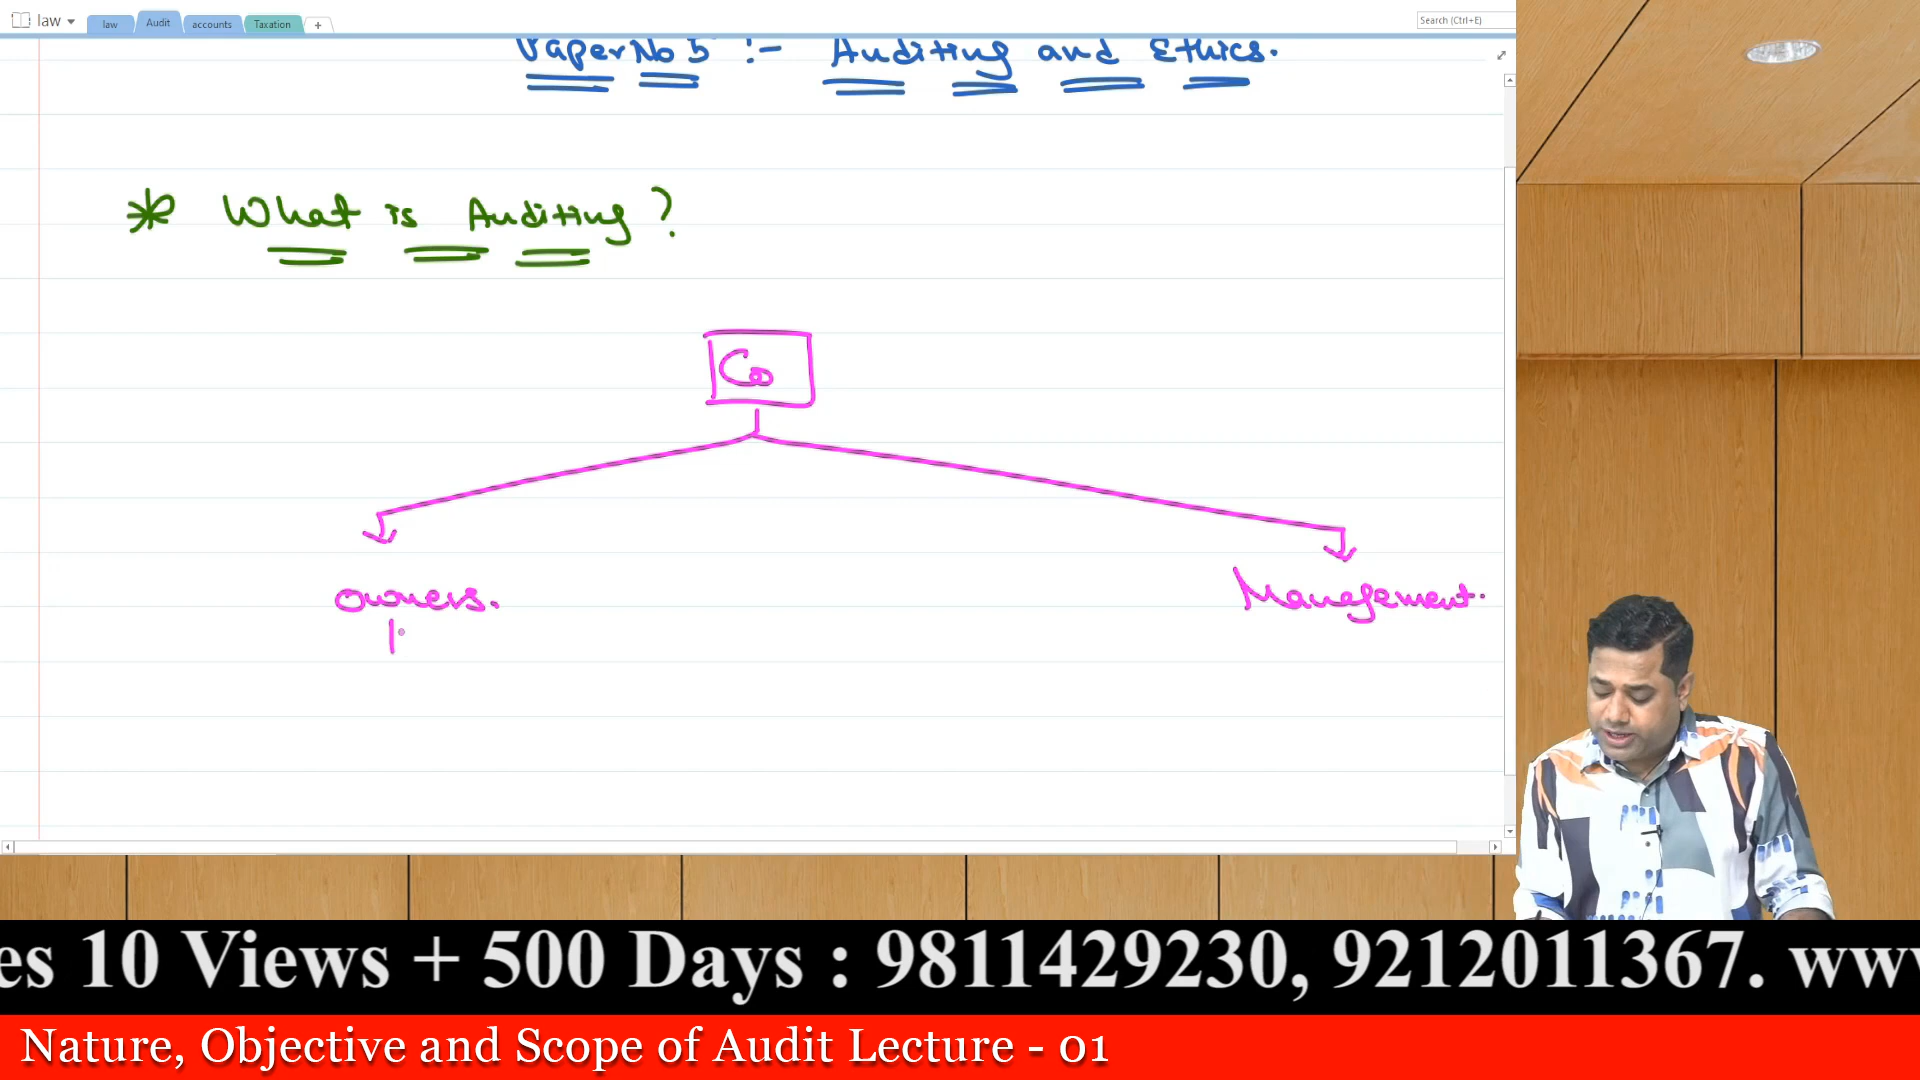 law
law Audit accounts Taxation +
Search (Ctrl+E)
Paper No 5 :- Auditing and Ethics.
* What is Auditing ?
Co
owners.
Management.
es 10 Views + 500 Days : 9811429230, 9212011367. www
Nature, Objective and Scope of Audit Lecture - 01